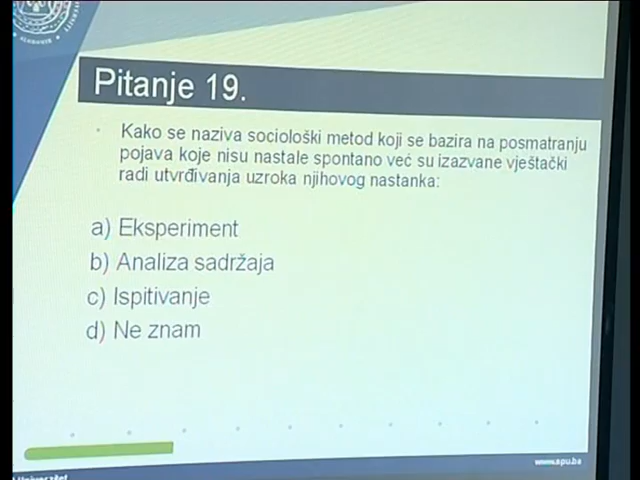 Pitanje 19.
Kako se naziva sociološki metod koji se bazira na posmatranju
pojava koje nisu nastale spontano već su izazvane vještački
radi utvrđivanja uzroka njihovog nastanka:
a) Eksperiment
b) Analiza sadržaja
c) Ispitivanje
d) Ne znam
www.apu.ba